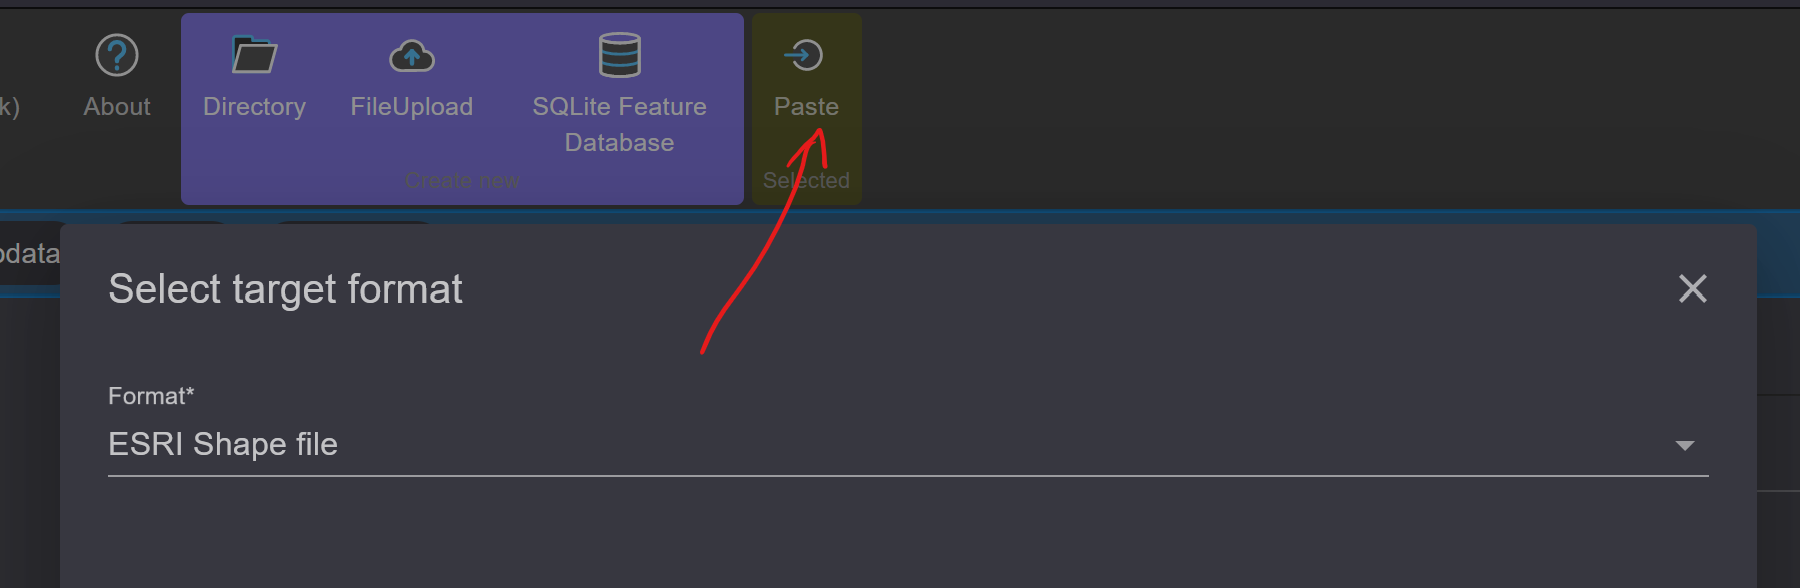 k)
About
Directory
FileUpload
SQLite Feature
Database
Paste
Create new
Selected
odata
Select target format
Format*
ESRI Shape file